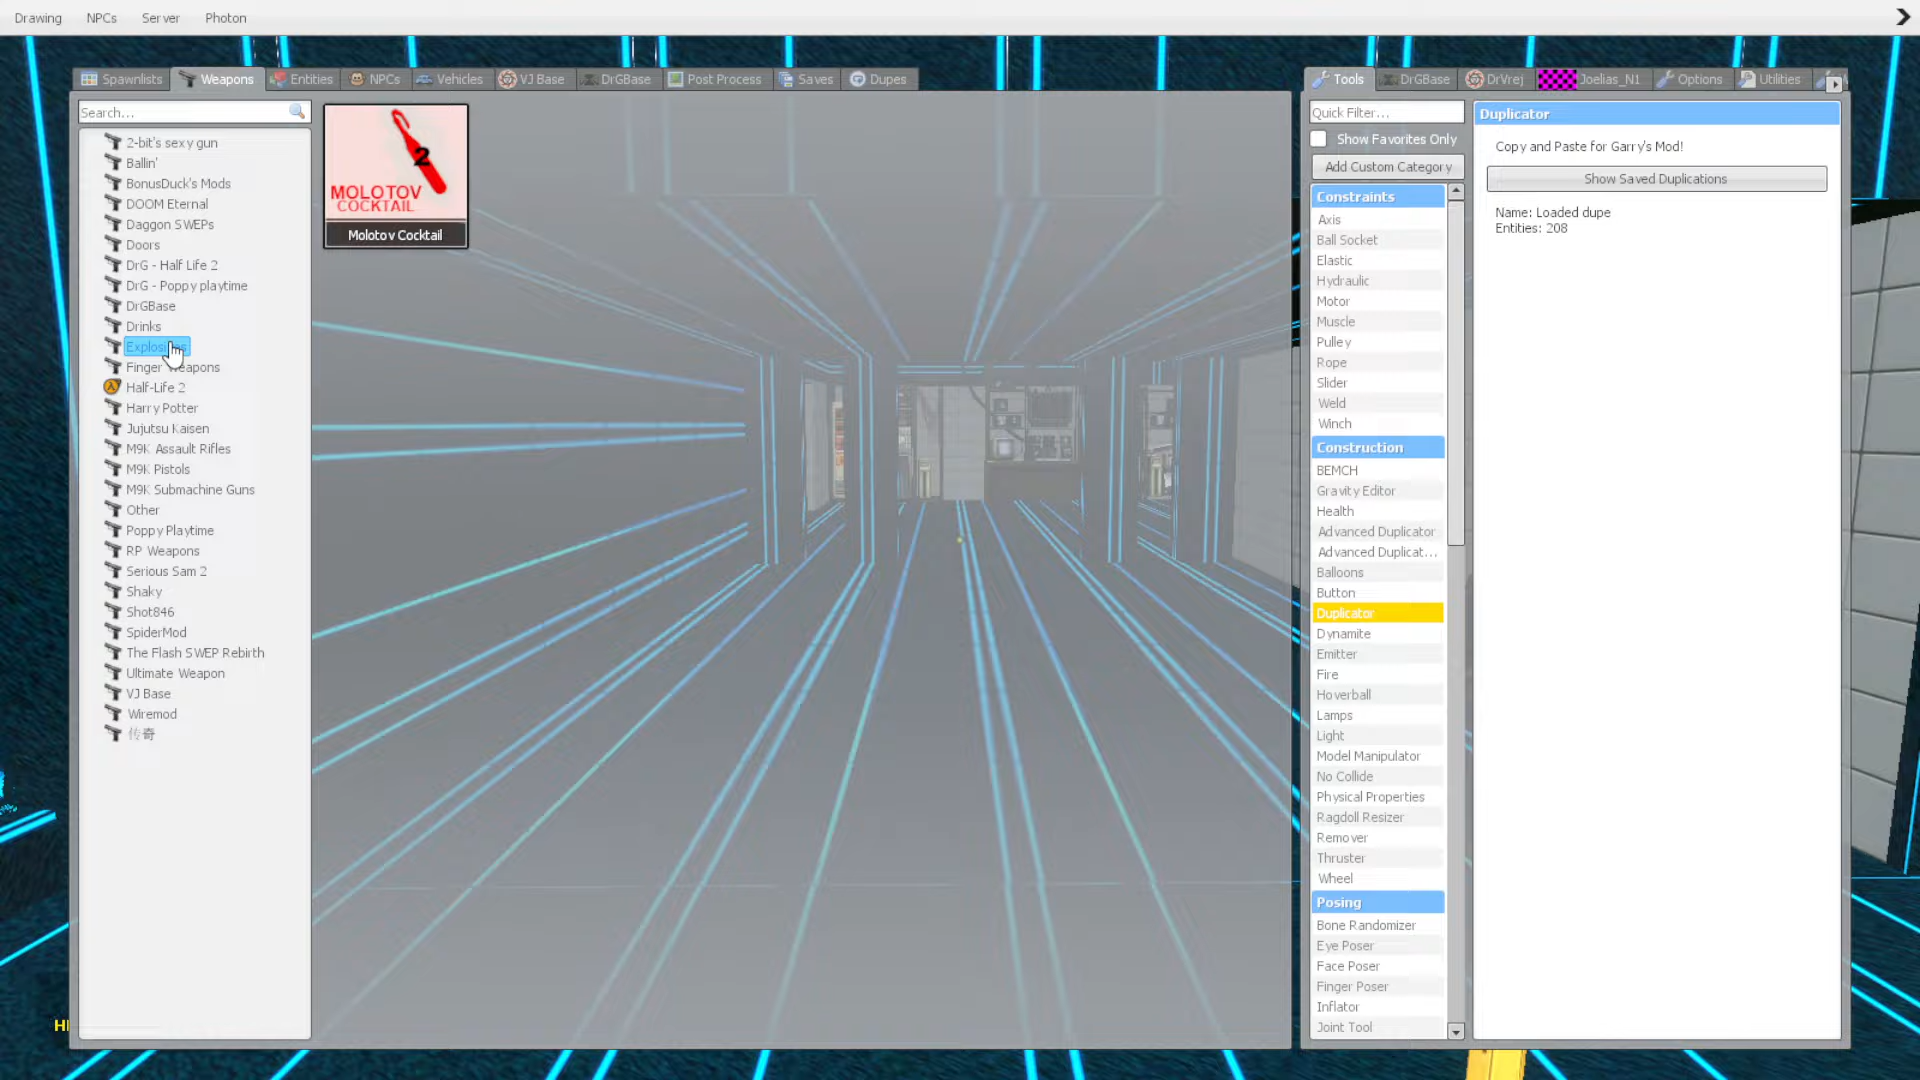 Drawing NPCs Server Photon
Spawnlists Weapons Entities NPCs Vehicles VJ Base DrGBase Post Process Saves Dupes
Search...
2-bit's sexy gun
Ballin'
BonusDuck's Mods
DOOM Eternal
Daggon SWEPs
Doors
DrG - Half Life 2
DrG - Poppy playtime
DrGBase
Drinks
Finger Weapons
Half-Life 2
Harry Potter
Jujutsu Kaisen
M9K Assault Rifles
M9K Pistols
M9K Submachine Guns
Other
Poppy Playtime
RP Weapons
Serious Sam 2
Shaky
Shot846
SpiderMod
The Flash SWEP Rebirth
Ultimate Weapon
VJ Base
Wiremod
传奇
2
MOLOTOV
COCKTAIL
Molotov Cocktail
Tools DrGBase DrVrej Joelias_N1 Options Utilities
Quick Filter...
Show Favorites Only
Add Custom Category
Constraints
Axis
Ball Socket
Elastic
Hydraulic
Motor
Muscle
Pulley
Rope
Slider
Weld
Winch
Construction
BEMCH
Gravity Editor
Health
Advanced Duplicator
Advanced Duplicat...
Balloons
Button
Duplicator
Dynamite
Emitter
Fire
Hoverball
Lamps
Light
Model Manipulator
No Collide
Physical Properties
Ragdoll Resizer
Remover
Thruster
Wheel
Posing
Bone Randomizer
Eye Poser
Face Poser
Finger Poser
Inflator
Joint Tool
Duplicator
Copy and Paste for Garry's Mod!
Show Saved Duplications
Name: Loaded dupe
Entities: 208